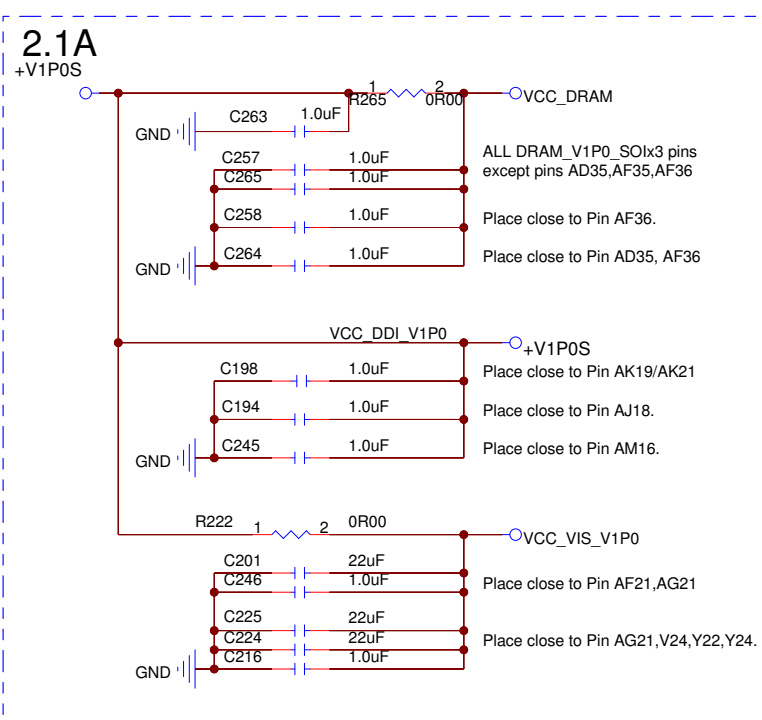 2.1A
+V1P0S
1 2
R265 0R00
VCC_DRAM
C263 1.0uF
GND
C257 1.0uF
C265 1.0uF
ALL DRAM_V1P0_SOIx3 pins
except pins AD35,AF35,AF36
C258 1.0uF
Place close to Pin AF36.
C264 1.0uF
Place close to Pin AD35, AF36
GND
VCC_DDI_V1P0
+V1P0S
C198 1.0uF
Place close to Pin AK19/AK21
C194 1.0uF
Place close to Pin AJ18.
C245 1.0uF
Place close to Pin AM16.
GND
R222 1 2 0R00
VCC_VIS_V1P0
C201 22uF
C246 1.0uF
Place close to Pin AF21,AG21
C225 22uF
C224 22uF
Place close to Pin AG21,V24,Y22,Y24.
C216 1.0uF
GND